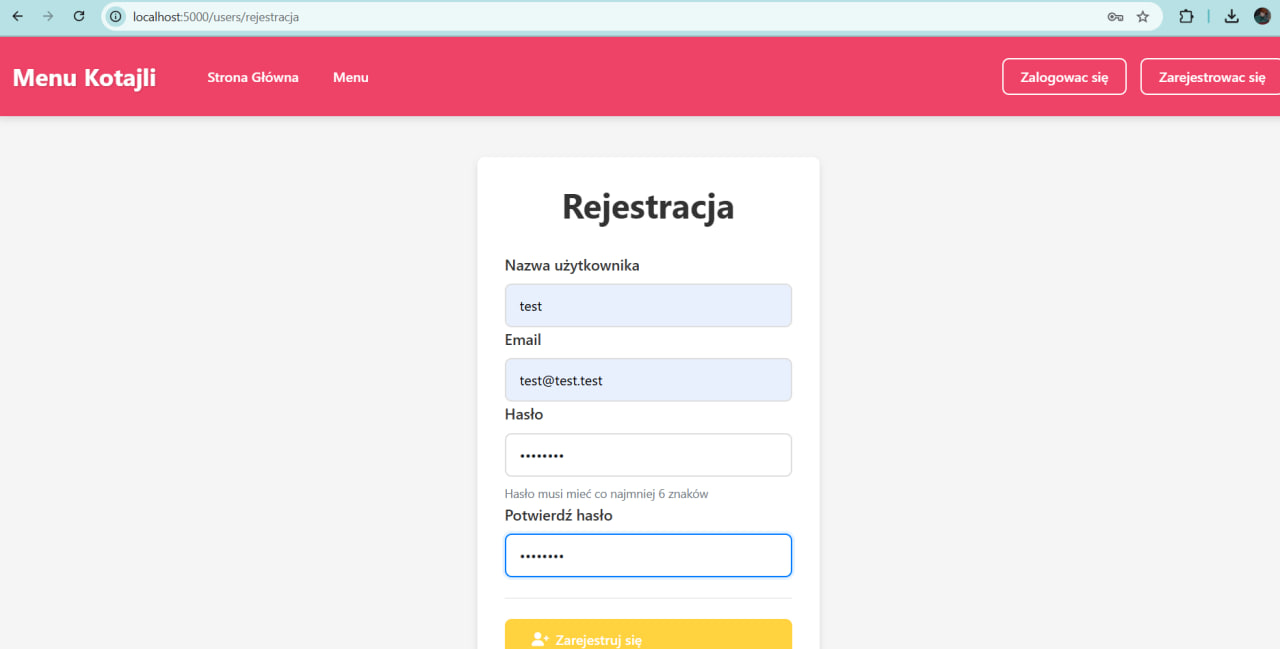 localhost:5000/users/rejestracja
Menu Kotajli Strona Główna Menu Zalogowac się Zarejestrowac się
Rejestracja
Nazwa użytkownika
test
Email
test@test.test
Hasło
••••••••
Hasło musi mieć co najmniej 6 znaków
Potwierdź hasło
••••••••
Zarejestruj się